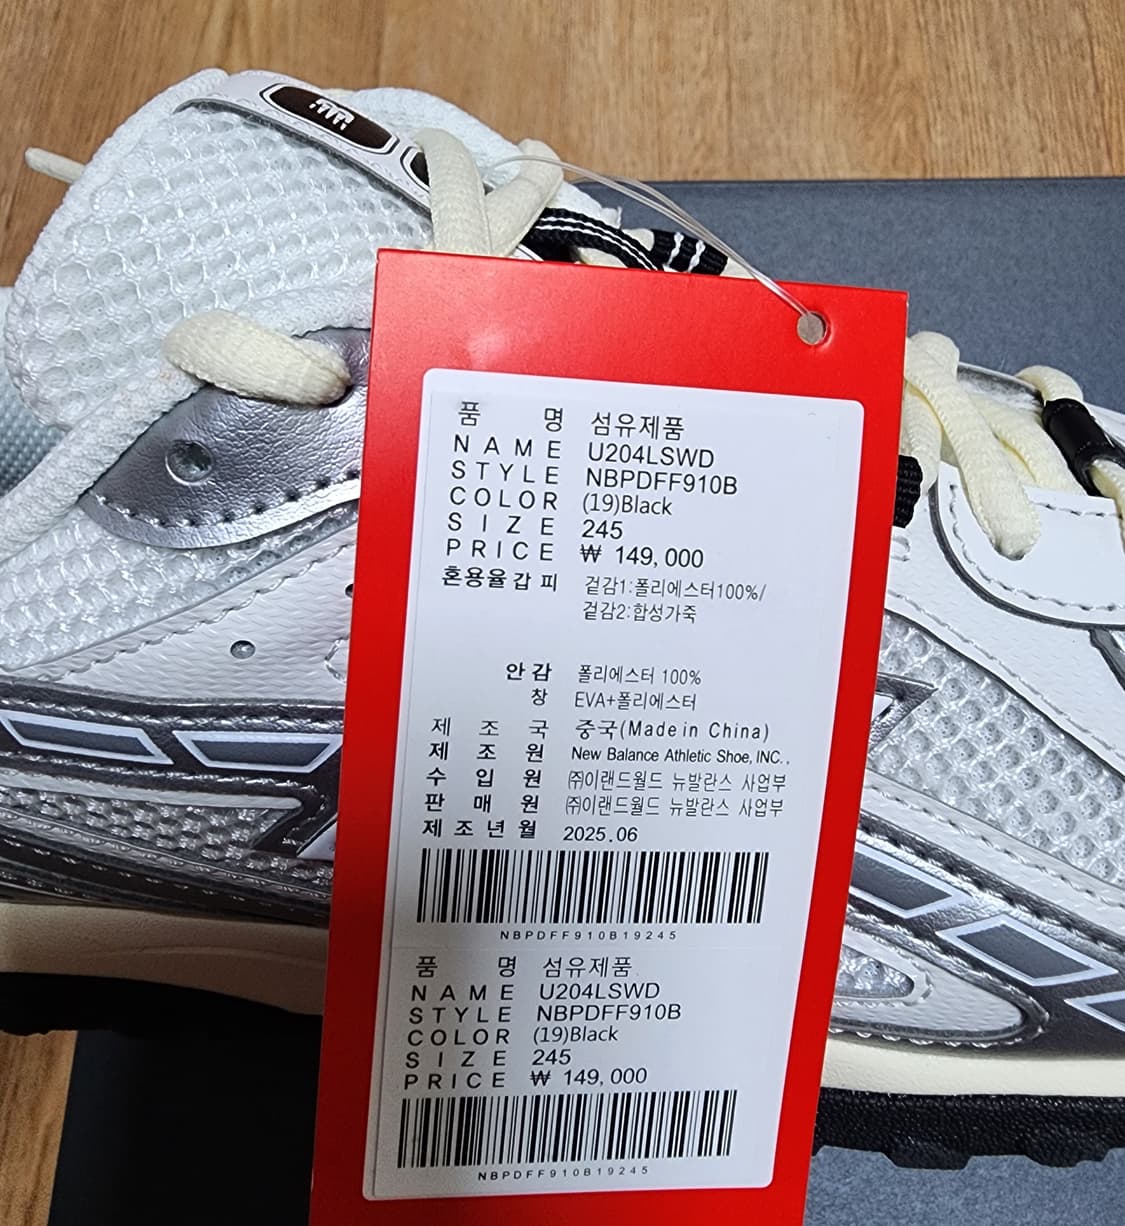 품 명 섬유제품
NAME U204LSWD
STYLE NBPDFF910B
COLOR (19)Black
SIZE 245
PRICE ₩ 149,000
혼용율갑피 겉감1:폴리에스터100%/
겉감2:합성가죽
안감 폴리에스터 100%
창 EVA+폴리에스터
제 조 국 중국(Made in China)
제 조 원 New Balance Athletic Shoe, INC.,
수 입 원 ㈜이랜드월드 뉴발란스 사업부
판 매 원 ㈜이랜드월드 뉴발란스 사업부
제조년월 2025.06
NBPDFF910B19245
품 명 섬유제품
NAME U204LSWD
STYLE NBPDFF910B
COLOR (19)Black
SIZE 245
PRICE ₩ 149,000
NBPDFF910B19245